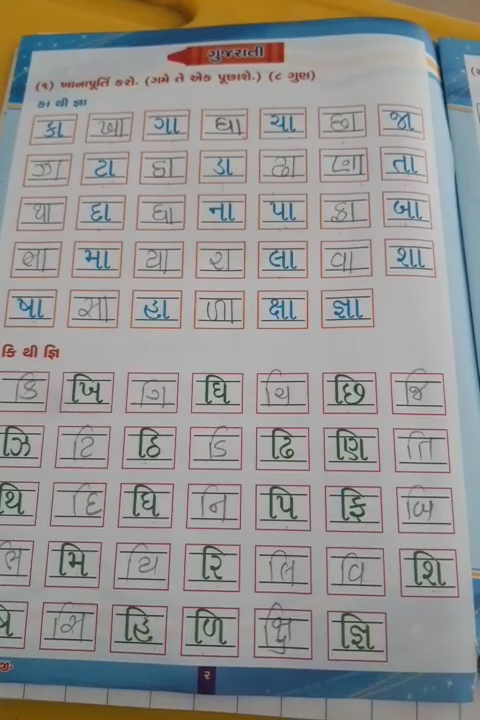 ગુજરાતી
(૧) ખાનાપૂર્તિ કરો. (ગમે તે એક પૂછાશે.) (૮ ગુણ)
કા થી જ્ઞા
કા ખા ગા ઘા ચા છા જા
ઝા ટા ઠા ડા ઢા ણા તા
થા દા ધા ના પા ફા બા
ભા મા યા રા લા વા શા
ષા સા હા ળા ક્ષા જ્ઞા
કિ થી જ્ઞિ
કિ ખિ ગિ ઘિ ચિ છિ જિ
ઝિ ટિ ઠિ ડિ ઢિ ણિ તિ
થિ દિ ધિ નિ પિ ફિ બિ
ભિ મિ યિ રિ લિ વિ શિ
સિ હિ ળિ ક્ષિ જ્ઞિ
૨